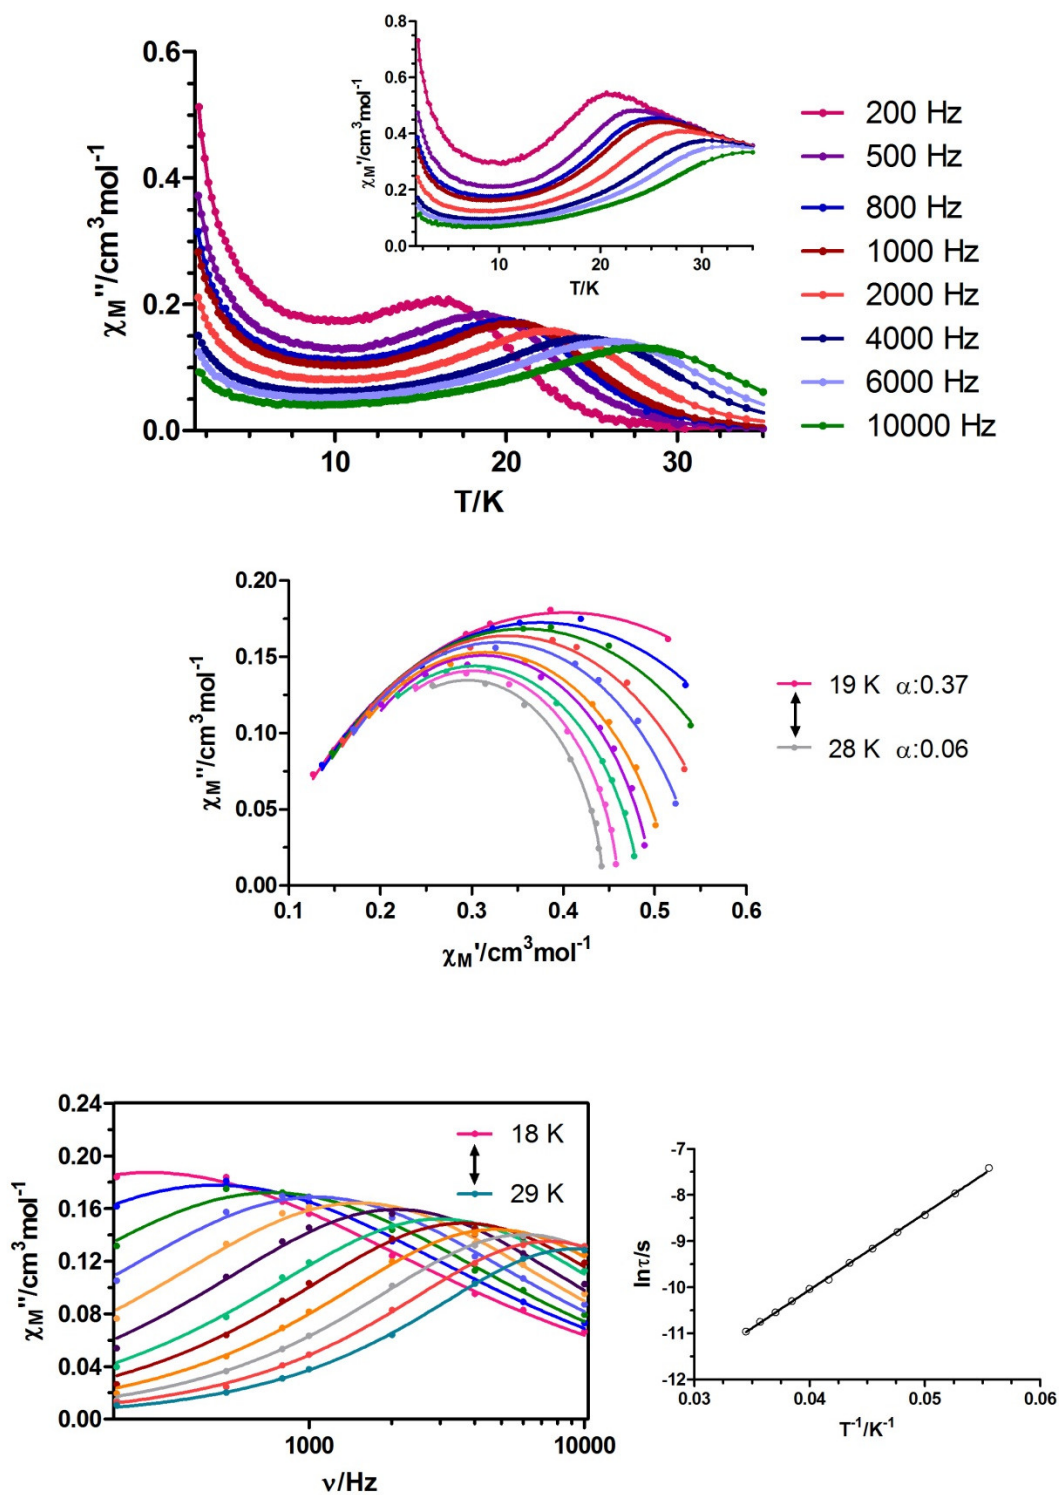 0.6
0.4
0.2
0.0
χM''/cm3mol-1
10
20
30
T/K
0.8
0.6
0.4
0.2
0.0
χM'/cm3mol-1
10
20
30
T/K
200 Hz
500 Hz
800 Hz
1000 Hz
2000 Hz
4000 Hz
6000 Hz
10000 Hz
0.20
0.15
0.10
0.05
0.00
χM''/cm3mol-1
0.1
0.2
0.3
0.4
0.5
0.6
χM'/cm3mol-1
19 K α:0.37
28 K α:0.06
0.24
0.20
0.16
0.12
0.08
0.04
0.00
χM''/cm3mol-1
1000
10000
ν/Hz
18 K
29 K
-7
-8
-9
-10
-11
-12
lnτ/s
0.03
0.04
0.05
0.06
T-1/K-1